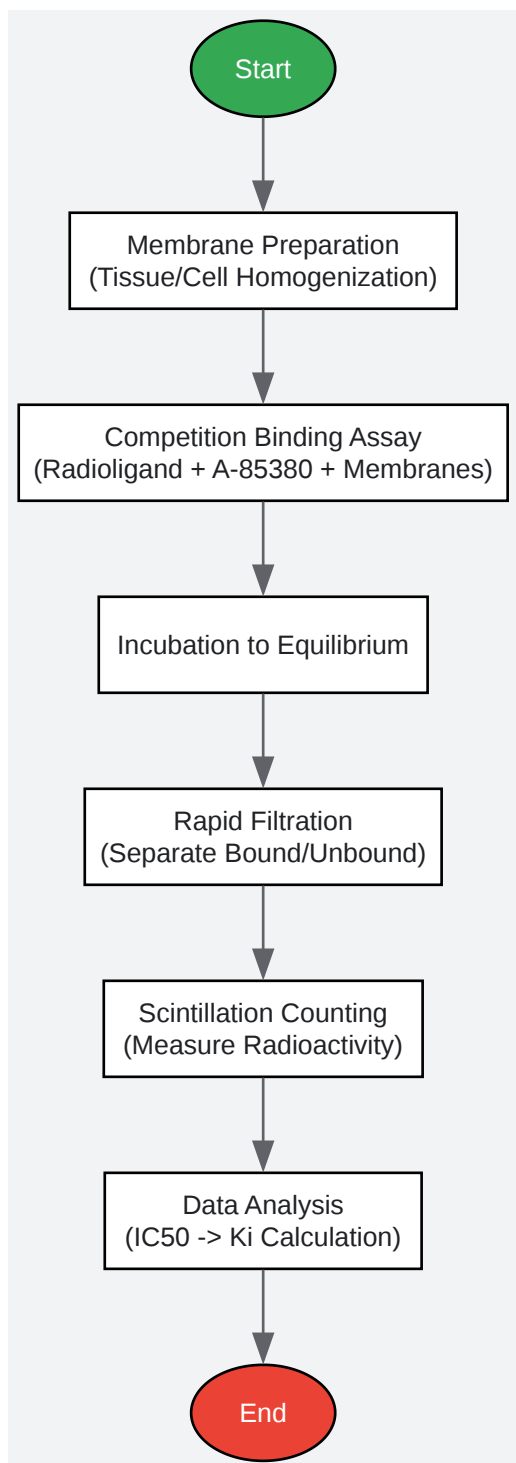 Start
Membrane Preparation
(Tissue/Cell Homogenization)
Competition Binding Assay
(Radioligand + A-85380 + Membranes)
Incubation to Equilibrium
Rapid Filtration
(Separate Bound/Unbound)
Scintillation Counting
(Measure Radioactivity)
Data Analysis
(IC50 -> Ki Calculation)
End